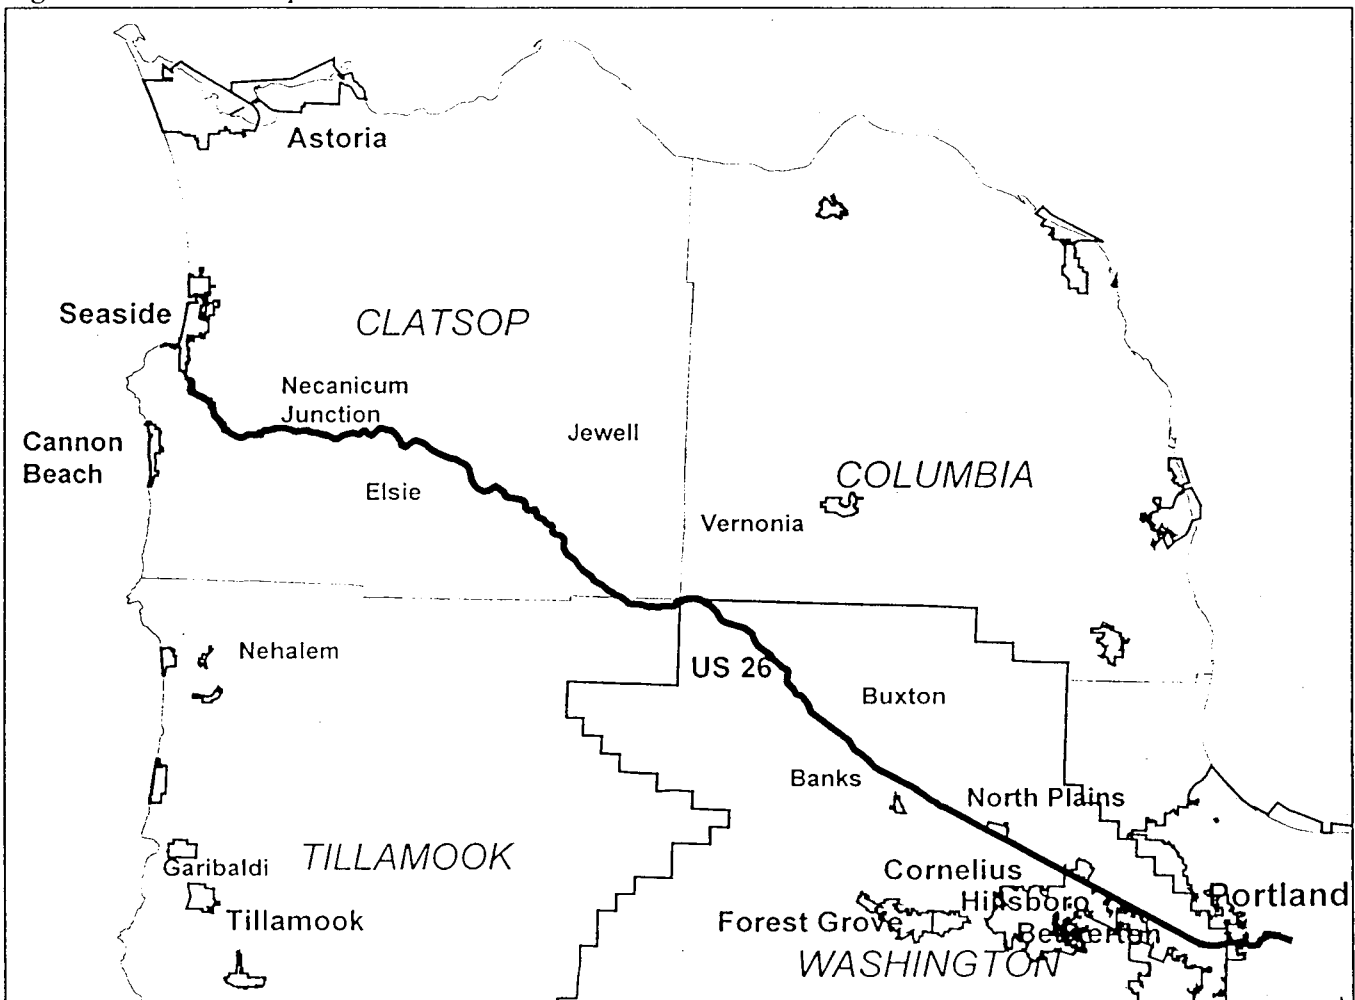 Astoria
Seaside
CLATSOP
Necanicum
Junction
Jewell
Cannon
Beach
COLUMBIA
Elsie
Vernonia
Nehalem
US 26
Buxton
Banks
North Plains
Garibaldi
TILLAMOOK
Cornelius
Hillsboro
Portland
Tillamook
Forest Grove
Beaverton
WASHINGTON